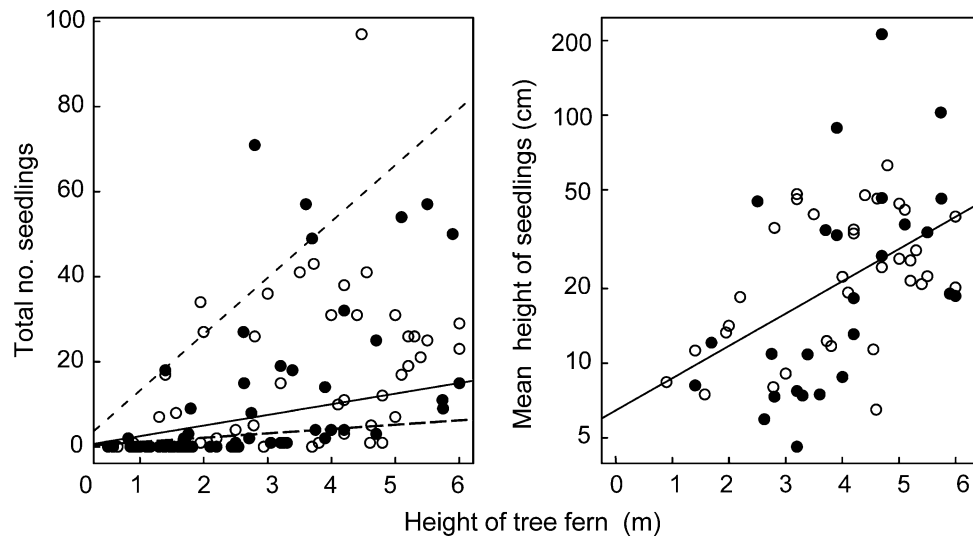 Total no. seedlings
100
80
60
40
20
0
0 1 2 3 4 5 6
Mean height of seedlings (cm)
200
100
50
20
10
5
0 1 2 3 4 5 6
Height of tree fern (m)